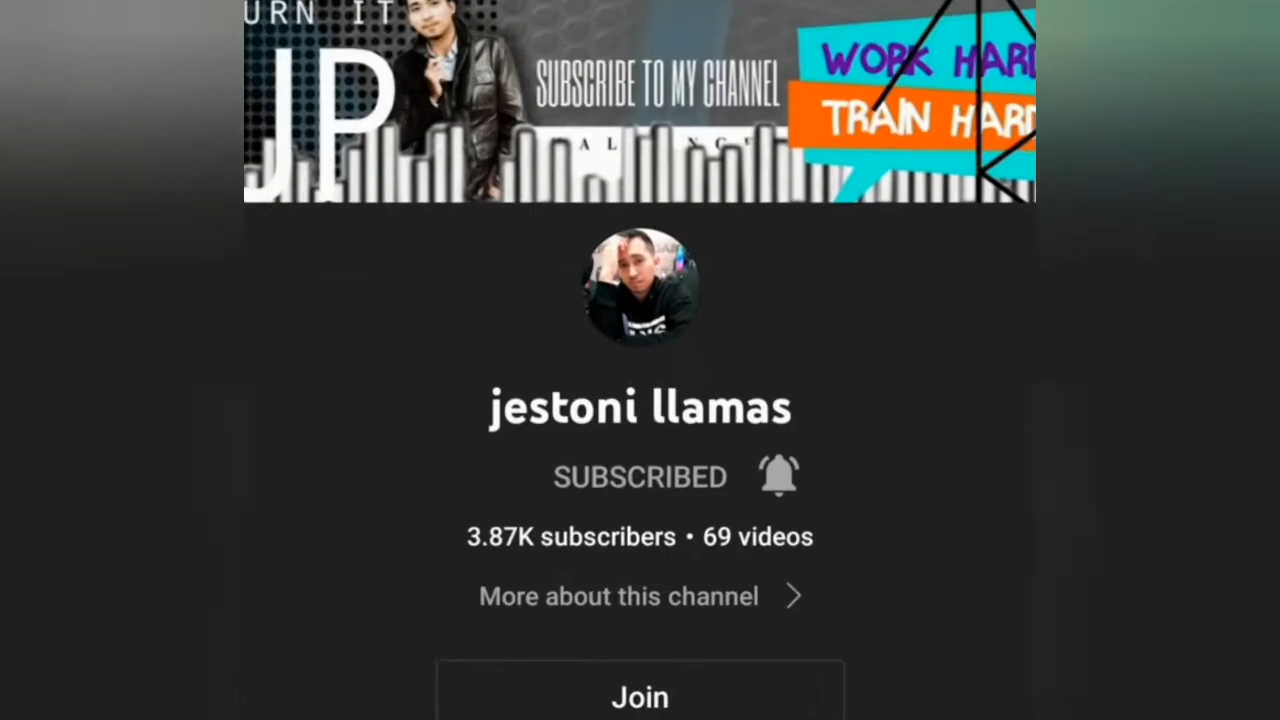 URN IT
UP
SUBSCRIBE TO MY CHANNEL
WORK HARD
TRAIN HARD
jestoni llamas
SUBSCRIBED
3.87K subscribers • 69 videos
More about this channel
Join